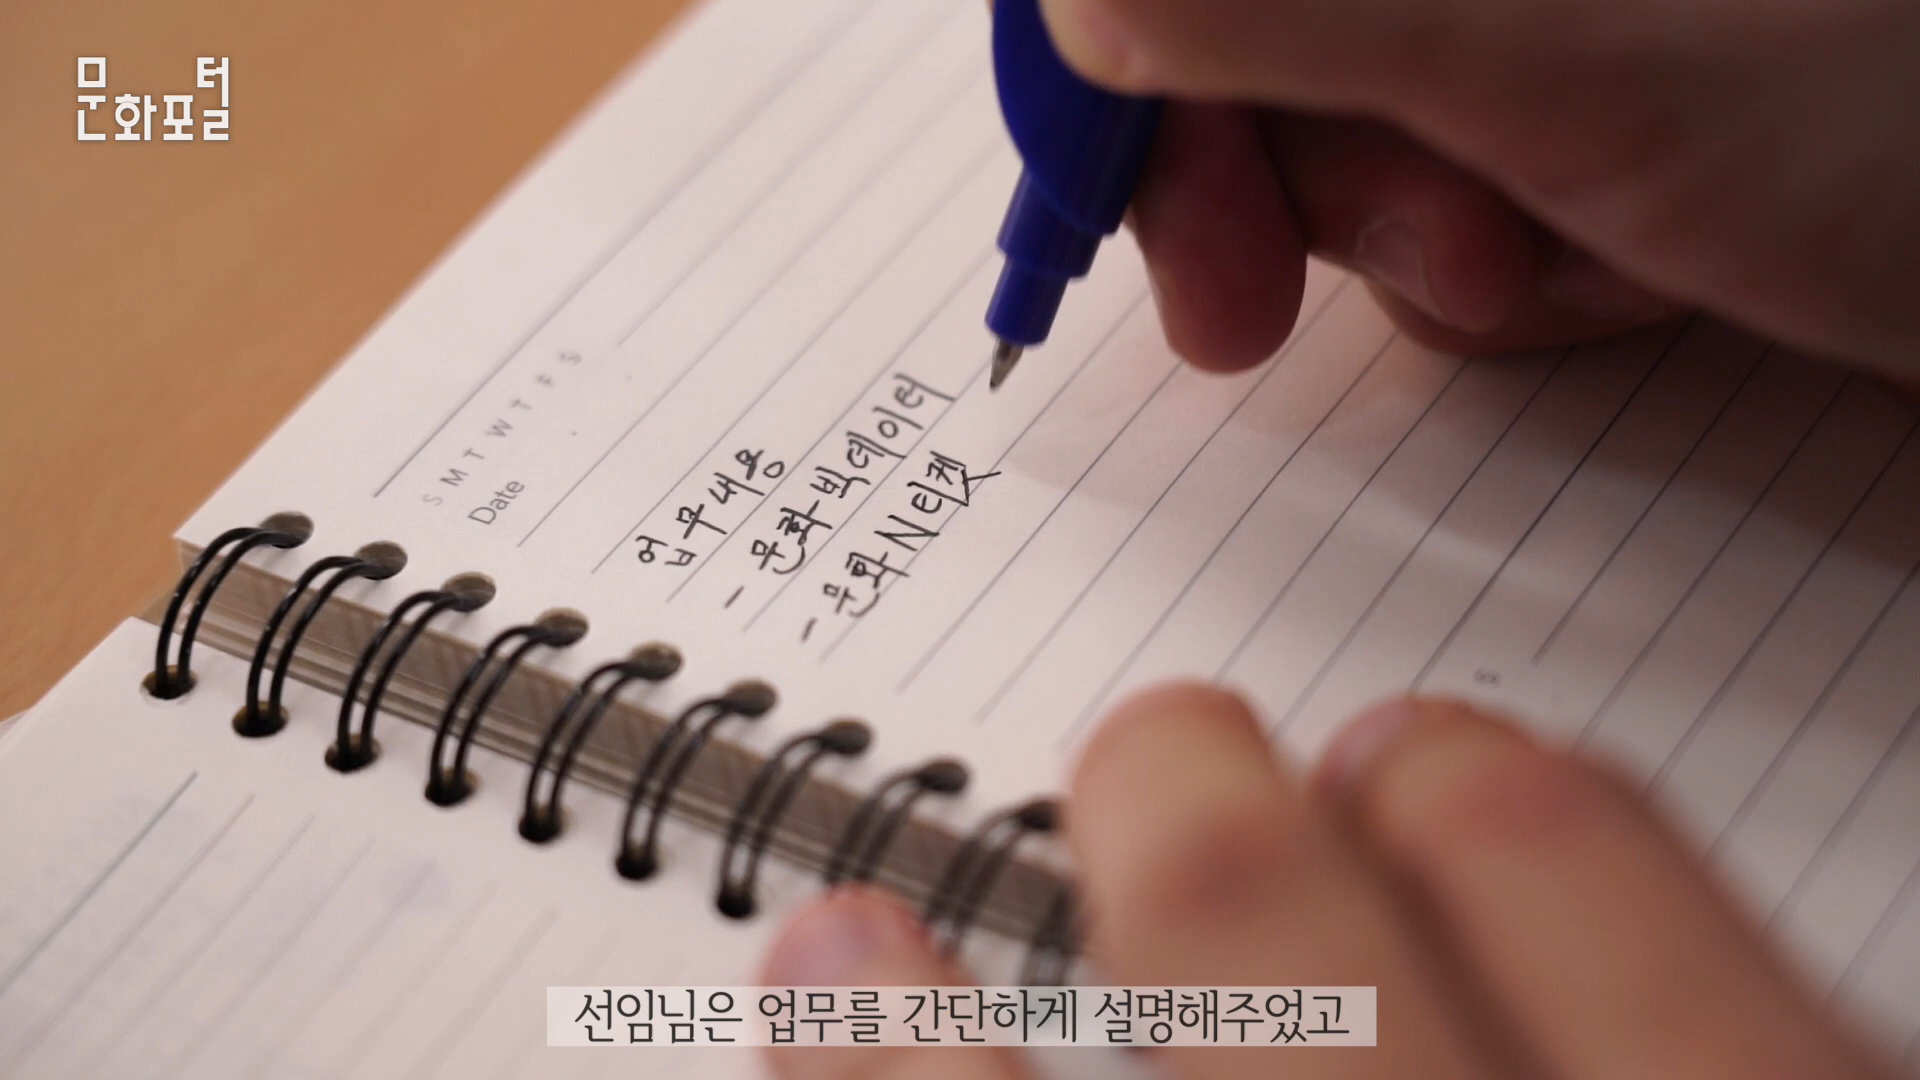 문화포털
S M T W T F S
Date
업무내용
- 문화빅데이터
- 문화N티켓
선임님은 업무를 간단하게 설명해주었고